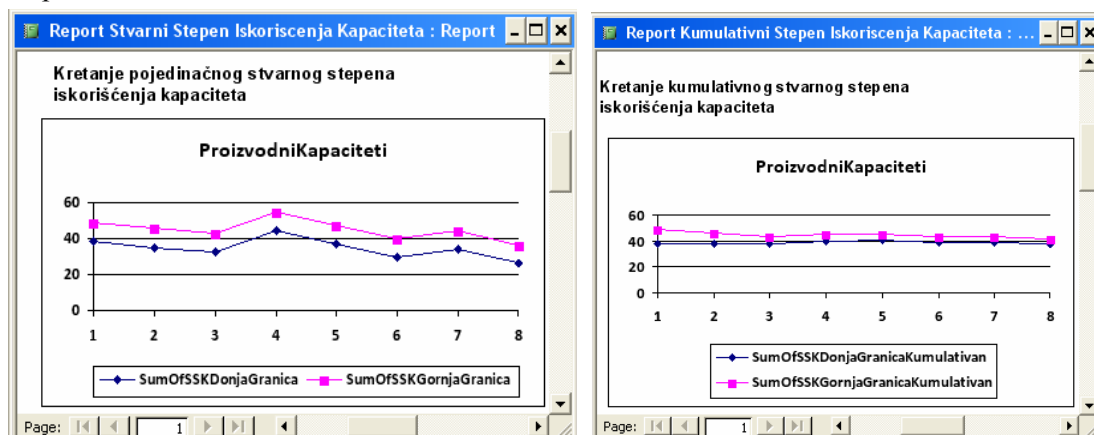 Report Stvarni Stepen Iskoriscenja Kapaciteta : Report
Kretanje pojedinačnog stvarnog stepena
iskorišćenja kapaciteta
ProizvodniKapaciteti
60
40
20
0
1 2 3 4 5 6 7 8
SumOfSSKDonjaGranica SumOfSSKGornjaGranica
Page: 1
Report Kumulativni Stepen Iskoriscenja Kapaciteta : ...
Kretanje kumulativnog stvarnog stepena
iskorišćenja kapaciteta
ProizvodniKapaciteti
60
40
20
0
1 2 3 4 5 6 7 8
SumOfSSKDonjaGranicaKumulativan
SumOfSSKGornjaGranicaKumulativan
Page: 1